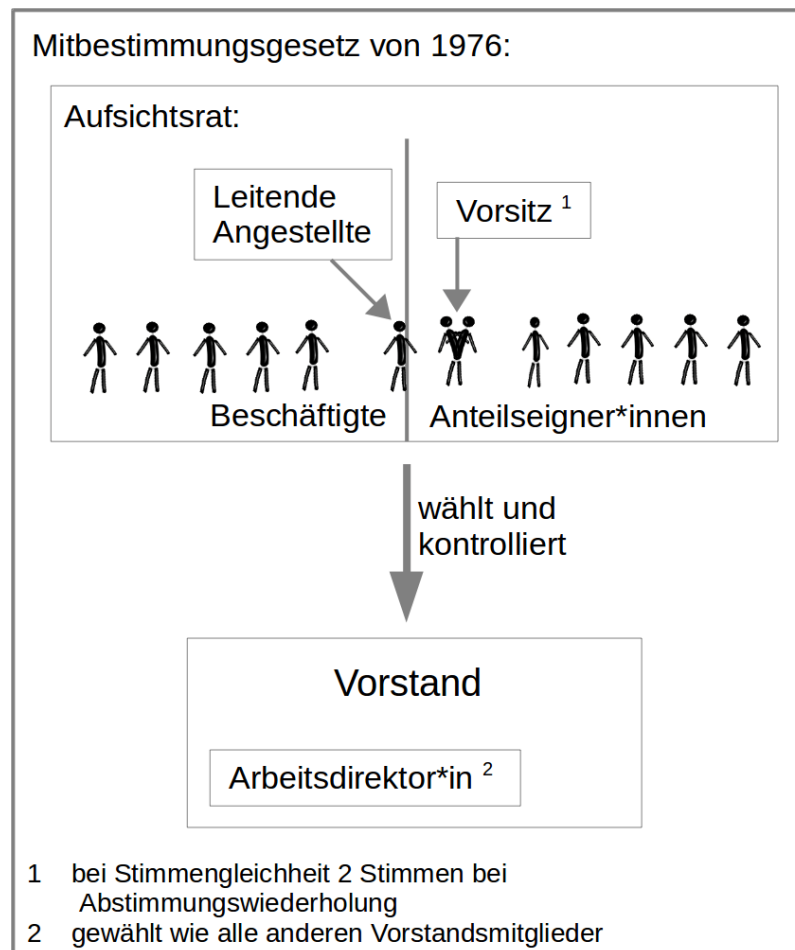 Mitbestimmungsgesetz von 1976:
Aufsichtsrat:
Leitende
Angestellte
Vorsitz 1
Beschäftigte
Anteilseigner*innen
wählt und
kontrolliert
Vorstand
Arbeitsdirektor*in 2
1 bei Stimmengleichheit 2 Stimmen bei
Abstimmungswiederholung
2 gewählt wie alle anderen Vorstandsmitglieder